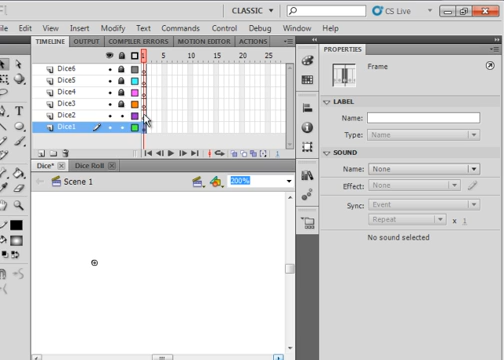 CLASSIC
CS Live
Edit View Insert Modify Text Commands Control Debug Window Help
TIMELINE OUTPUT COMPILER ERRORS MOTION EDITOR ACTIONS
PROPERTIES
1 5 10 15 20 25
Frame
Dice6
Dice5
Dice4
Dice3
Dice2
Dice1
LABEL
Name:
Type: Name
SOUND
Name: None
Effect: None
Sync: Event
Repeat x 1
No sound selected
Dice* Dice Roll
Scene 1
200%